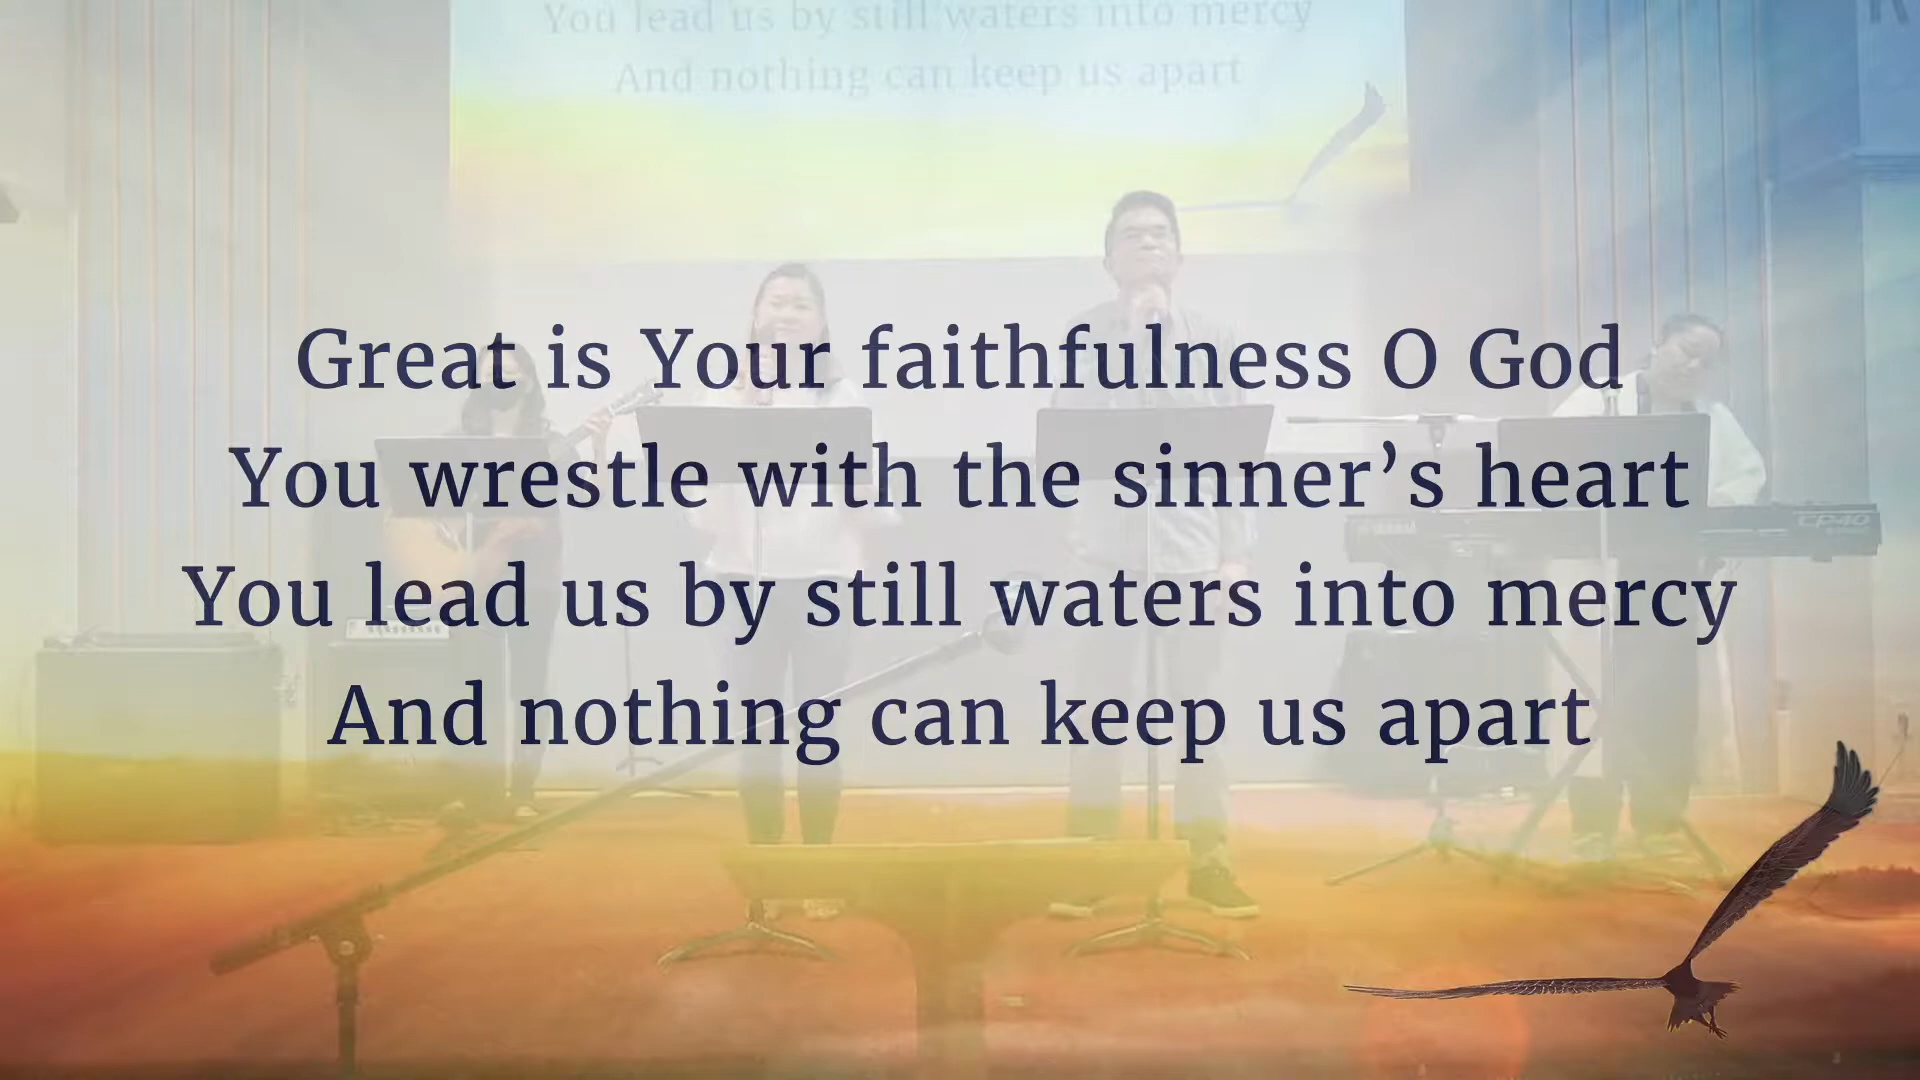 You lead us by still waters into mercy
And nothing can keep us apart
Great is Your faithfulness O God
You wrestle with the sinner’s heart
You lead us by still waters into mercy
And nothing can keep us apart
CP40